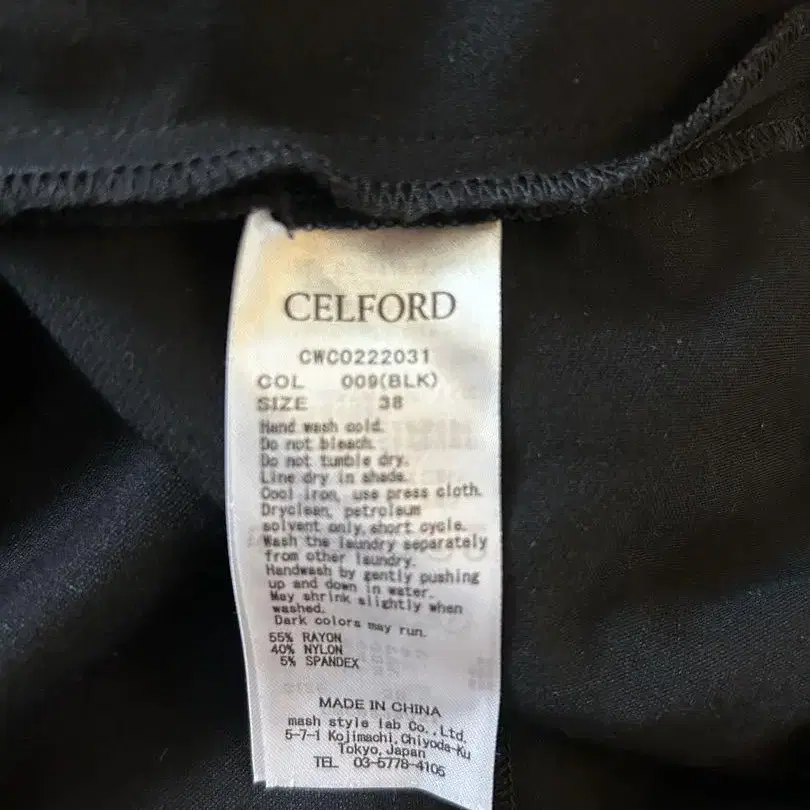 CELFORD
CWCO222031
COL 009(BLK)
SIZE 38
Hand wash cold.
Do not bleach.
Do not tumble dry.
Line dry in shade.
Cool iron, use press cloth.
Dryclean, petroleum
solvent only, short cycle.
Wash the laundry separately
from other laundry.
Handwash by gently pushing
up and down in water.
May shrink slightly when
washed.
Dark colors may run.
55% RAYON
40% NYLON
5% SPANDEX
MADE IN CHINA
mash style lab Co.,Ltd.
5-7-1 Kojimachi,Chiyoda-Ku
Tokyo,Japan
TEL 03-5778-4105